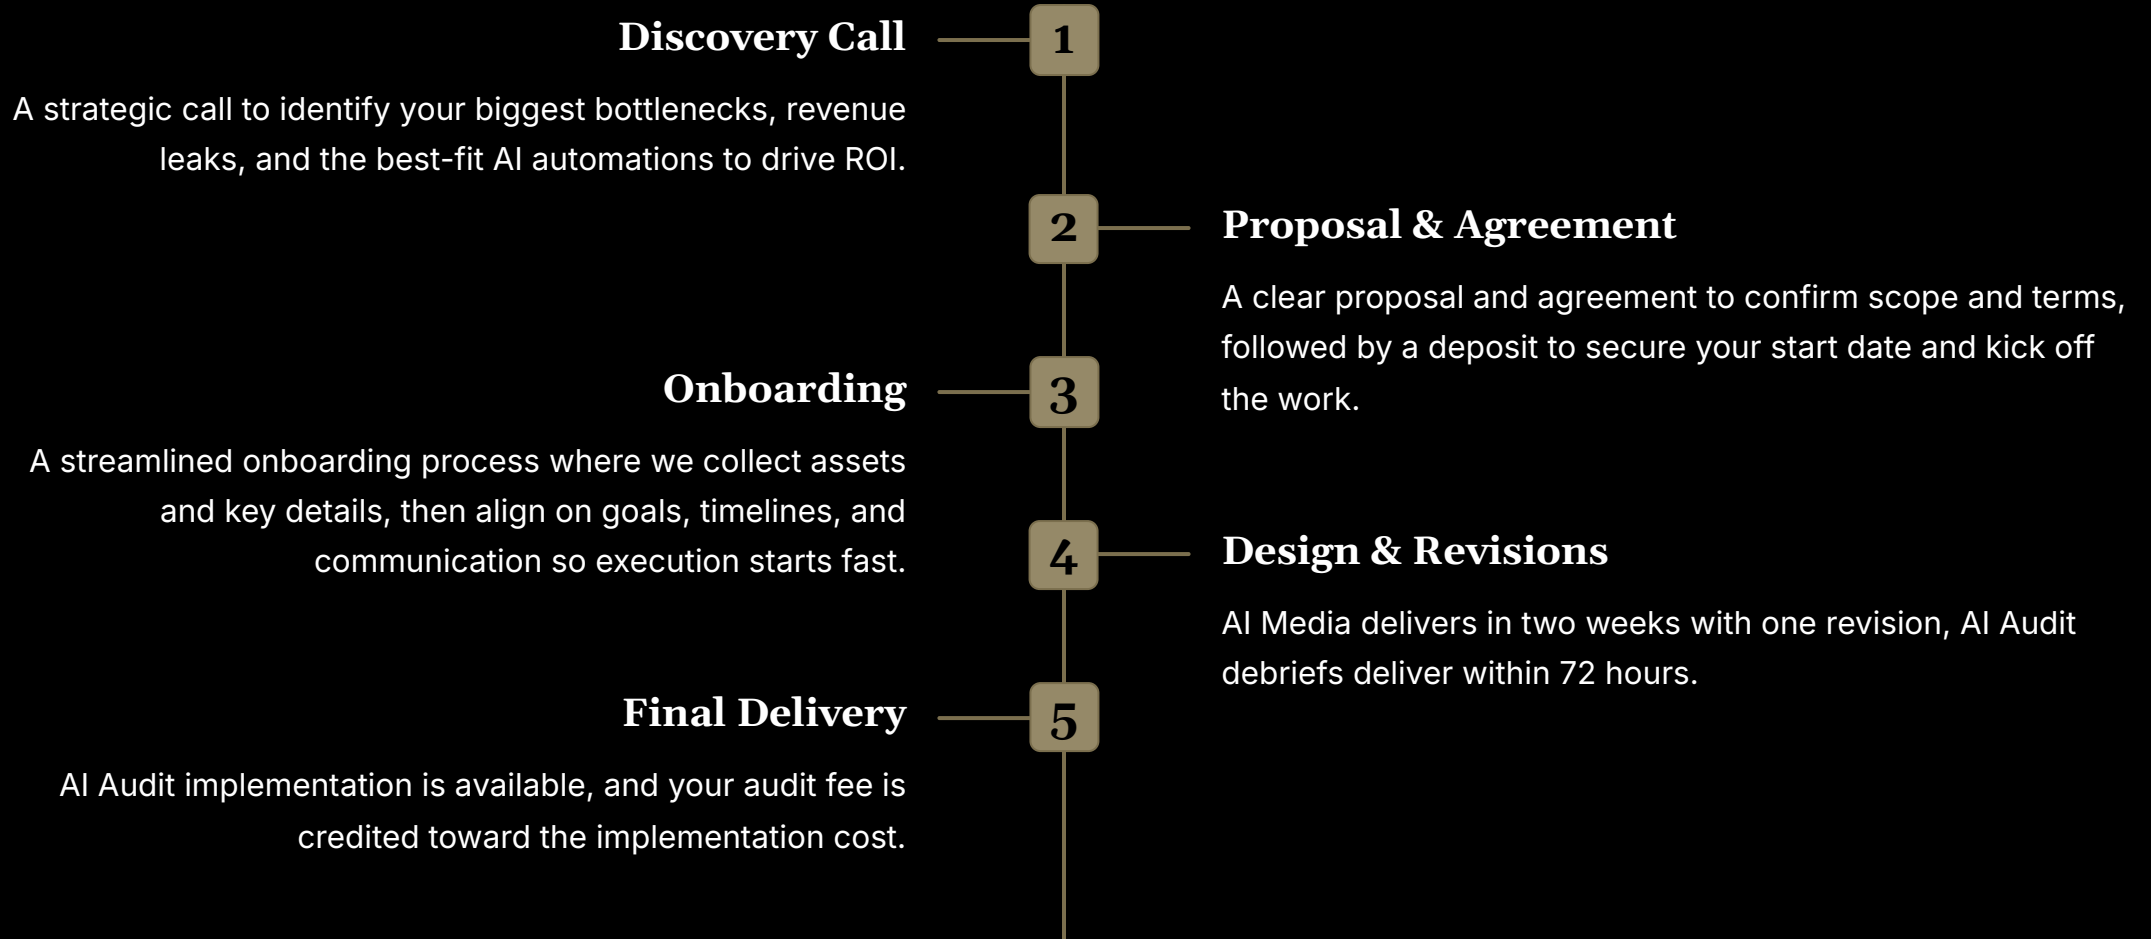 Discovery Call
1
A strategic call to identify your biggest bottlenecks, revenue
leaks, and the best-fit AI automations to drive ROI.
2
Proposal & Agreement
A clear proposal and agreement to confirm scope and terms,
followed by a deposit to secure your start date and kick off
the work.
Onboarding
3
A streamlined onboarding process where we collect assets
and key details, then align on goals, timelines, and
communication so execution starts fast.
4
Design & Revisions
AI Media delivers in two weeks with one revision, AI Audit
debriefs deliver within 72 hours.
Final Delivery
5
AI Audit implementation is available, and your audit fee is
credited toward the implementation cost.